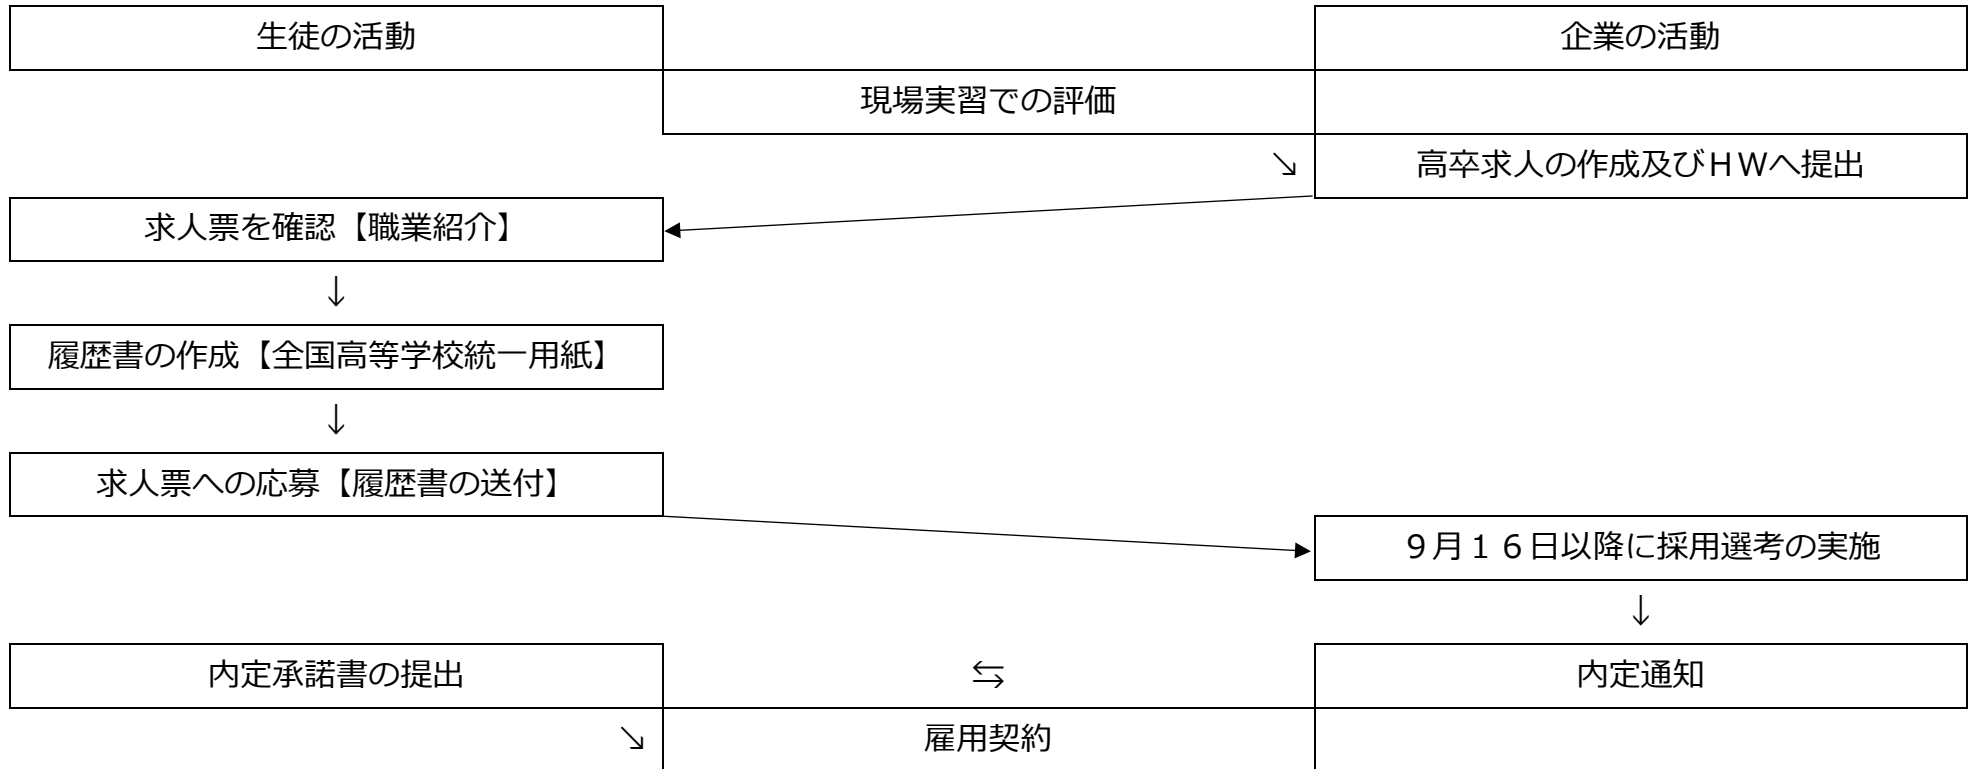 生徒の活動
企業の活動
現場実習での評価
↘
高卒求人の作成及びＨＷへ提出
求人票を確認【職業紹介】
↓
履歴書の作成【全国高等学校統一用紙】
↓
求人票への応募【履歴書の送付】
９月１６日以降に採用選考の実施
↓
内定承諾書の提出
⇆
内定通知
↘
雇用契約